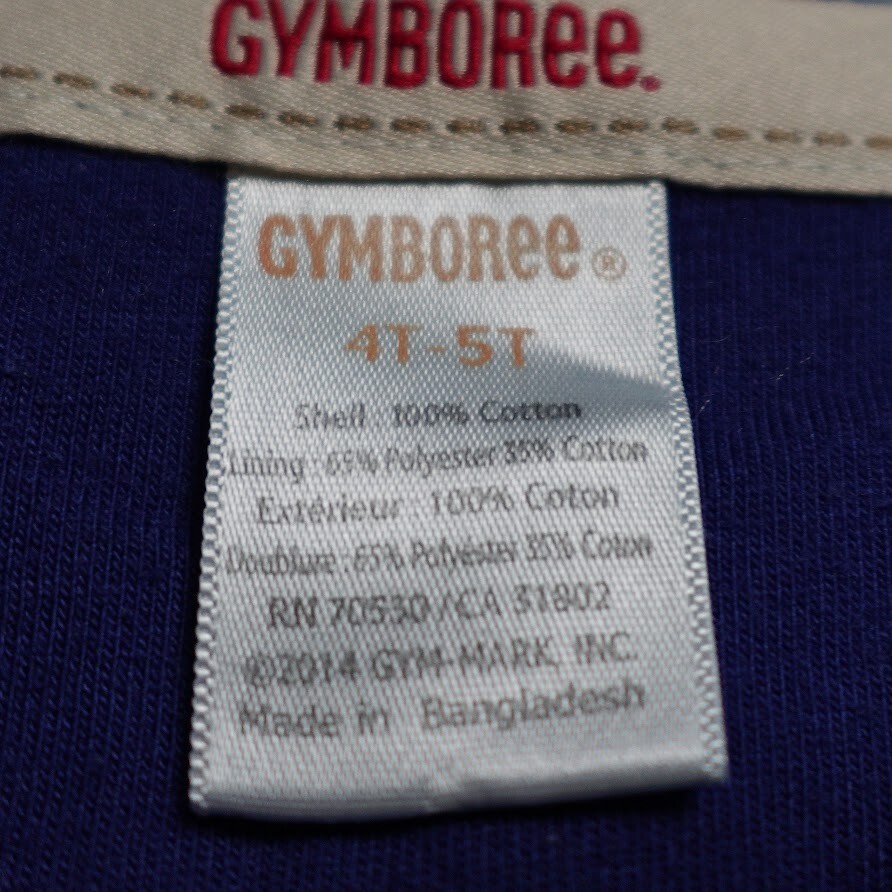 GYMBOREE.
GYMBOREE®
4T-5T
Shell : 100% Cotton
Lining : 65% Polyester 35% Cotton
Extérieur : 100% Coton
Doublure : 65% Polyester 35% Coton
RN 70530 / CA 31802
©2014 GYM-MARK, INC.
Made in Bangladesh